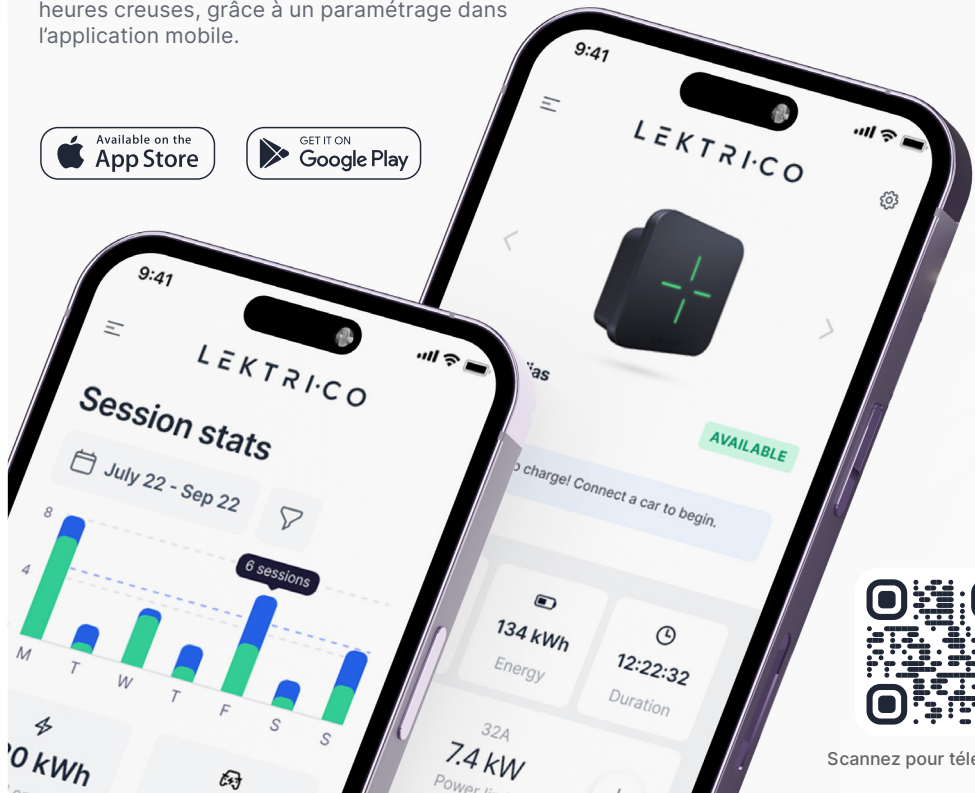 heures creuses, grâce à un paramétrage dans
l'application mobile.
Available on the
App Store
GET IT ON
Google Play
9:41
LEKTRI·CO
AVAILABLE
charge! Connect a car to begin.
134 kWh
Energy
12:22:32
Duration
32A
7.4 kW
Power
9:41
LEKTRI·CO
Session stats
July 22 - Sep 22
8
6 sessions
4
M T W T F S S
kWh
Scannez pour